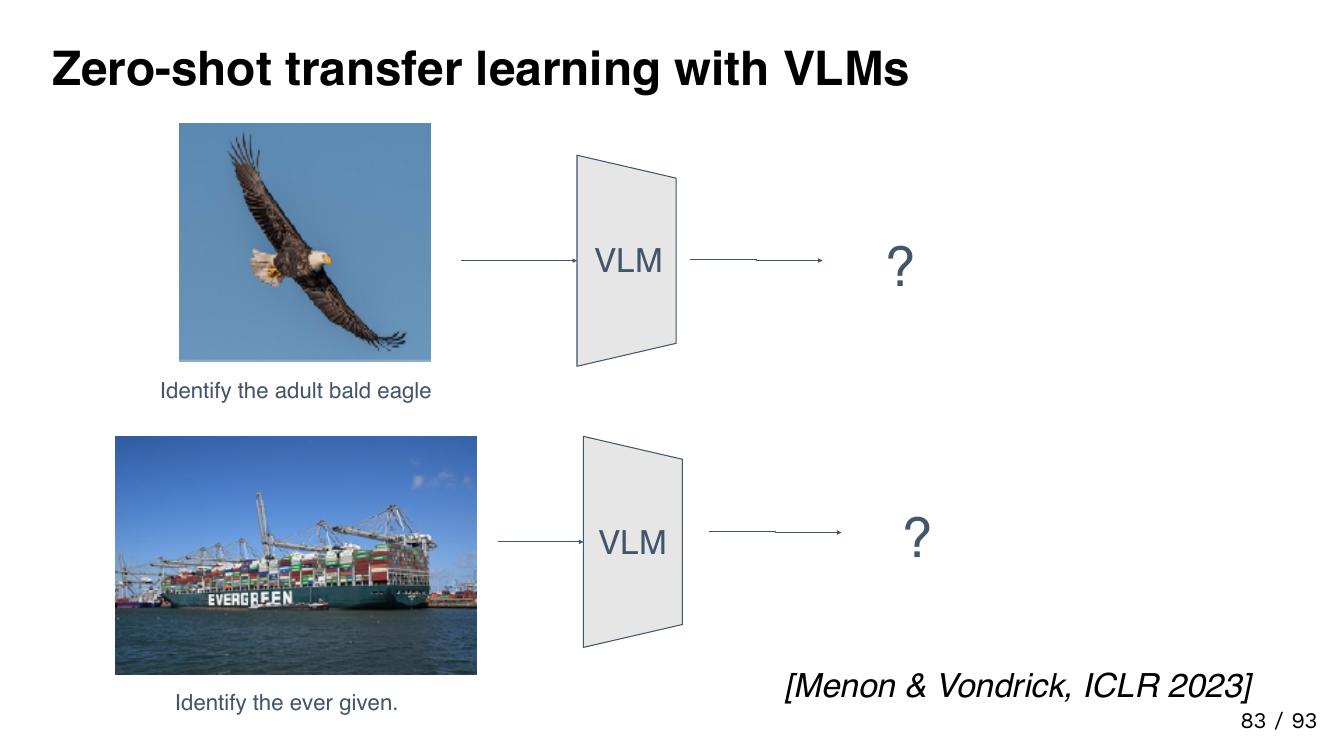 Zero-shot transfer learning with VLMs
VLM
?
Identify the adult bald eagle
EVERGREEN
VLM
?
Identify the ever given.
[Menon & Vondrick, ICLR 2023]
83 / 93